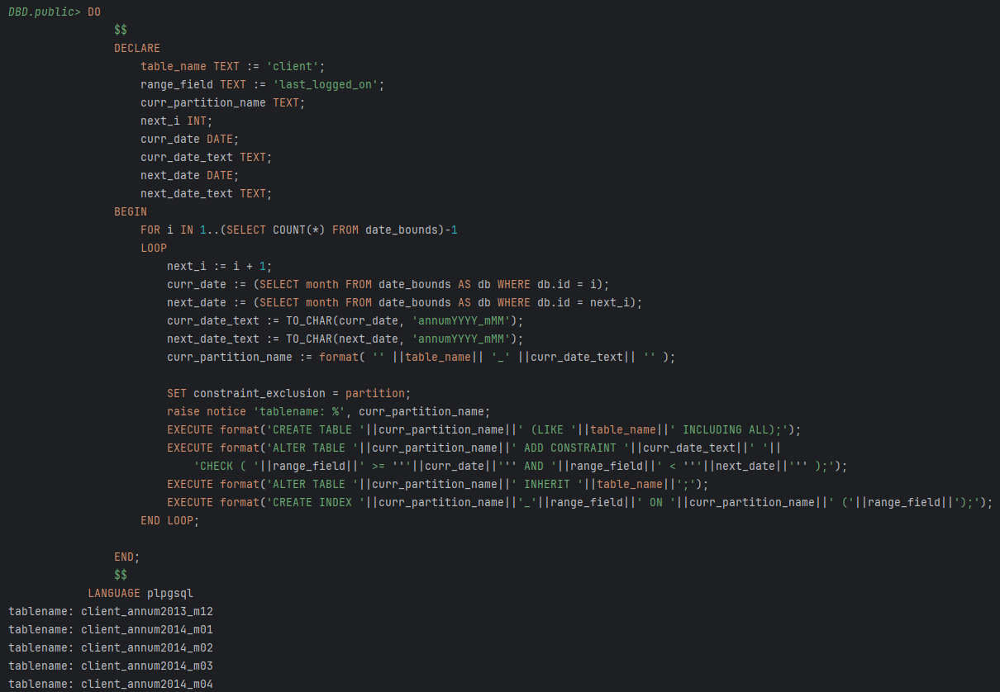 DBD.public> DO
$$
DECLARE
table_name TEXT := 'client';
range_field TEXT := 'last_logged_on';
curr_partition_name TEXT;
next_i INT;
curr_date DATE;
curr_date_text TEXT;
next_date DATE;
next_date_text TEXT;
BEGIN
FOR i IN 1..(SELECT COUNT(*) FROM date_bounds)-1
LOOP
next_i := i + 1;
curr_date := (SELECT month FROM date_bounds AS db WHERE db.id = i);
next_date := (SELECT month FROM date_bounds AS db WHERE db.id = next_i);
curr_date_text := TO_CHAR(curr_date, 'annumYYYY_mMM');
next_date_text := TO_CHAR(next_date, 'annumYYYY_mMM');
curr_partition_name := format( '' ||table_name|| '_' ||curr_date_text|| '' );
SET constraint_exclusion = partition;
raise notice 'tablename: %', curr_partition_name;
EXECUTE format('CREATE TABLE '||curr_partition_name||' (LIKE '||table_name||' INCLUDING ALL);');
EXECUTE format('ALTER TABLE '||curr_partition_name||' ADD CONSTRAINT '||curr_date_text||' '||
'CHECK ( '||range_field||' >= '''||curr_date||''' AND '||range_field||' < '''||next_date||''' );');
EXECUTE format('ALTER TABLE '||curr_partition_name||' INHERIT '||table_name||';');
EXECUTE format('CREATE INDEX '||curr_partition_name||'_'||range_field||' ON '||curr_partition_name||' ('||range_field||');');
END LOOP;
END;
$$
LANGUAGE plpgsql
tablename: client_annum2013_m12
tablename: client_annum2014_m01
tablename: client_annum2014_m02
tablename: client_annum2014_m03
tablename: client_annum2014_m04